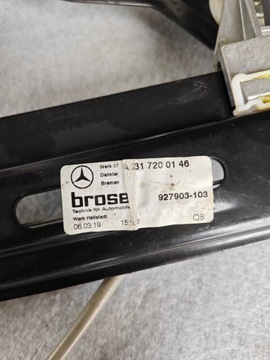 Werk 67
Daimler
Bremen
31 720 01 46
brose
Technik für Automobile
Werk Hallstadt
927903-103
06.03.19
QS